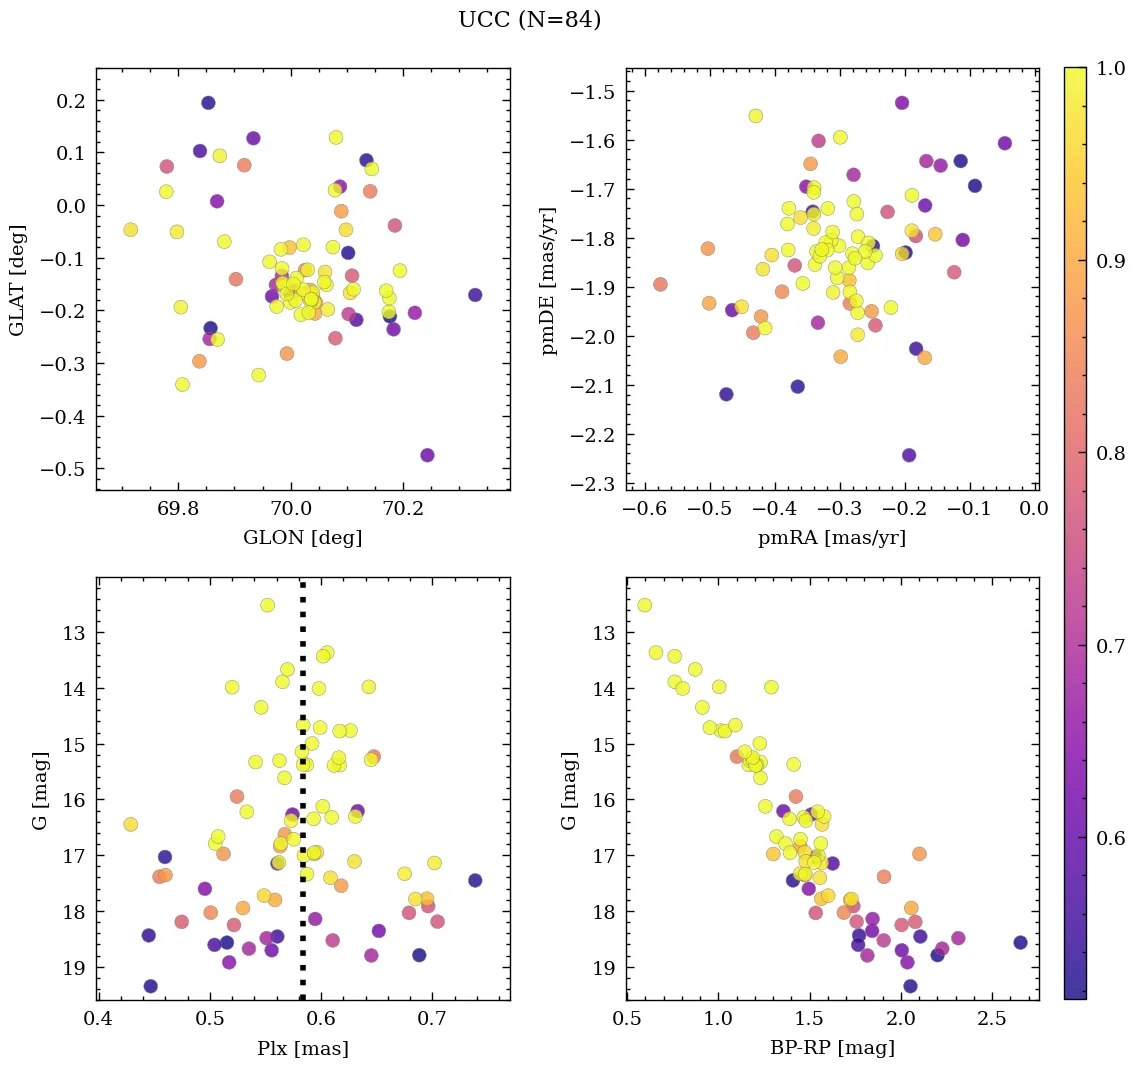 UCC (N=84)
0.2
0.1
0.0
−0.1
−0.2
−0.3
−0.4
−0.5
GLAT [deg]
69.8 70.0 70.2
GLON [deg]
−1.5
−1.6
−1.7
−1.8
−1.9
−2.0
−2.1
−2.2
−2.3
pmDE [mas/yr]
−0.6 −0.5 −0.4 −0.3 −0.2 −0.1 0.0
pmRA [mas/yr]
13
14
15
16
17
18
19
G [mag]
0.4 0.5 0.6 0.7
Plx [mas]
13
14
15
16
17
18
19
G [mag]
0.5 1.0 1.5 2.0 2.5
BP-RP [mag]
1.0
0.9
0.8
0.7
0.6